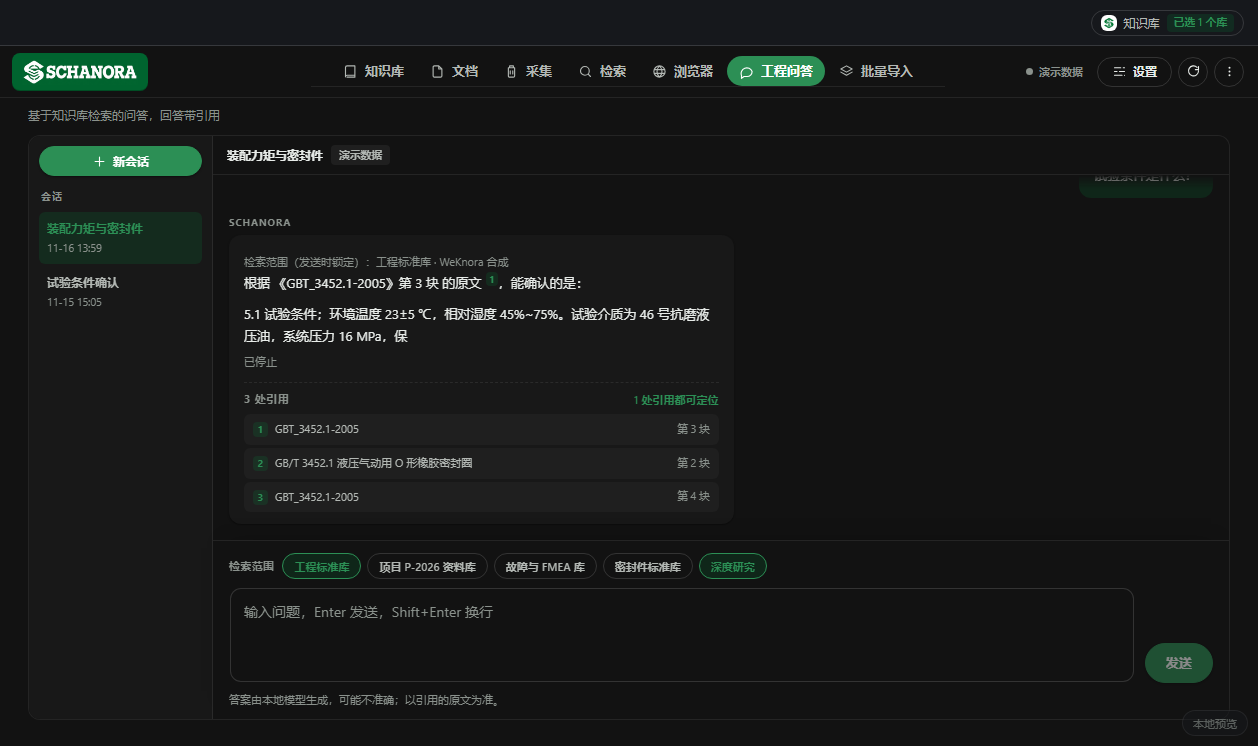 知识库 已选 1 个库
SCHANORA
知识库 文档 采集 检索 浏览器 工程问答 批量导入 演示数据 设置
基于知识库检索的问答，回答带引用
新会话
会话
装配力矩与密封件
11-16 13:59
试验条件确认
11-15 15:05
装配力矩与密封件 演示数据
试验条件是什么？
SCHANORA
检索范围（发送时锁定）：工程标准库 · WeKnora 合成
根据 《GBT_3452.1-2005》第 3 块 的原文 1，能确认的是：
5.1 试验条件；环境温度 23±5 ℃，相对湿度 45%~75%。试验介质为 46 号抗磨液
压油，系统压力 16 MPa，保
已停止
3 处引用 1 处引用都可定位
1 GBT_3452.1-2005 第 3 块
2 GB/T 3452.1 液压气动用 O 形橡胶密封圈 第 2 块
3 GBT_3452.1-2005 第 4 块
检索范围 工程标准库 项目 P-2026 资料库 故障与 FMEA 库 密封件标准库 深度研究
输入问题，Enter 发送，Shift+Enter 换行
发送
答案由本地模型生成，可能不准确；以引用的原文为准。
本地预览